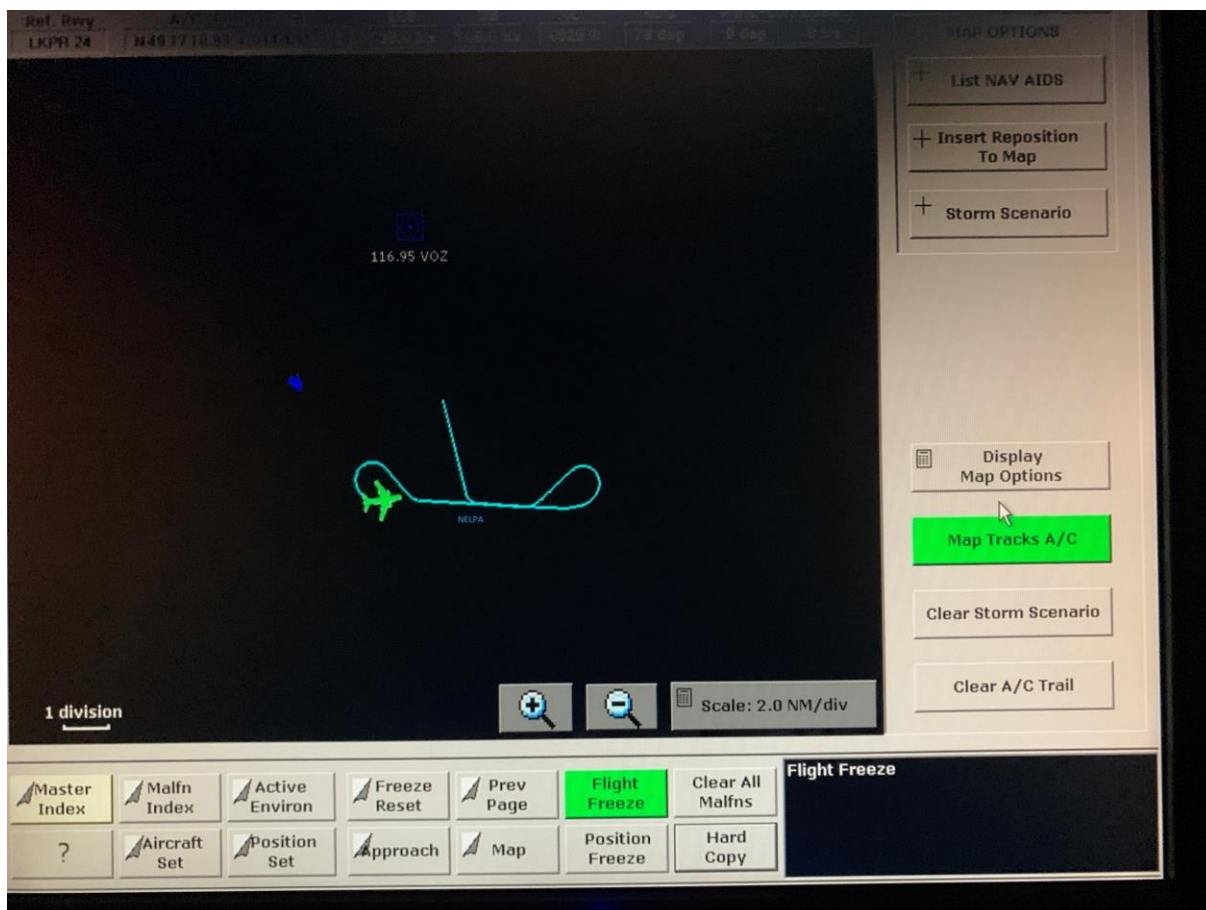 Ref. Rwy
LKPR 24
MAP OPTIONS
List NAV AIDS
Insert Reposition
To Map
Storm Scenario
116.95 VOZ
NELPA
Display
Map Options
Map Tracks A/C
Clear Storm Scenario
Clear A/C Trail
1 division
Scale: 2.0 NM/div
Master
Index
Malfn
Index
Active
Environ
Freeze
Reset
Prev
Page
Flight
Freeze
Clear All
Malfns
Flight Freeze
?
Aircraft
Set
Position
Set
Approach
Map
Position
Freeze
Hard
Copy